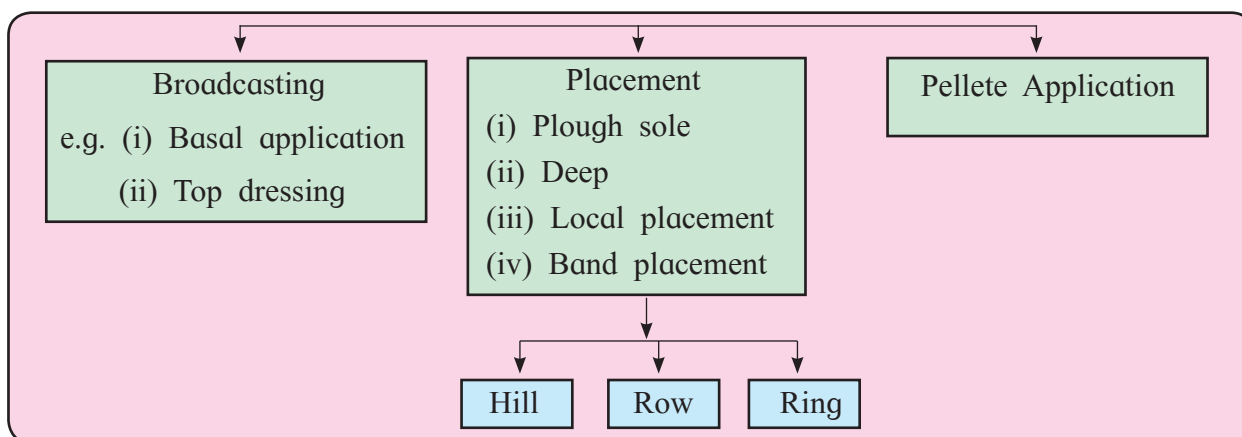 Broadcasting
e.g. (i) Basal application
(ii) Top dressing
Placement
(i) Plough sole
(ii) Deep
(iii) Local placement
(iv) Band placement
Pellete Application
Hill
Row
Ring